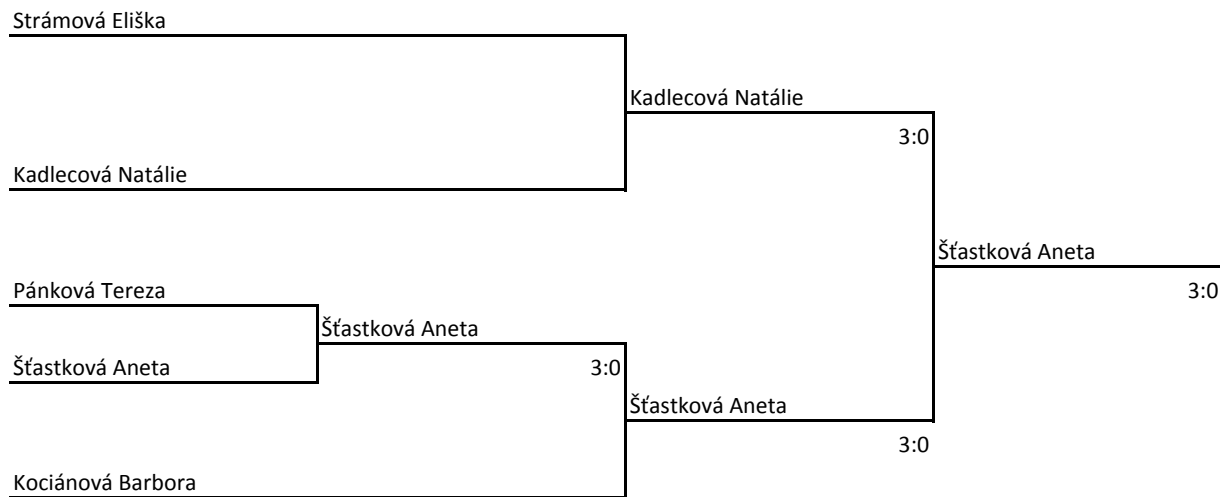 Strámová Eliška
Kadlecová Natálie
3:0
Kadlecová Natálie
Šťastková Aneta
3:0
Pánková Tereza
Šťastková Aneta
Šťastková Aneta
3:0
Šťastková Aneta
3:0
Kociánová Barbora